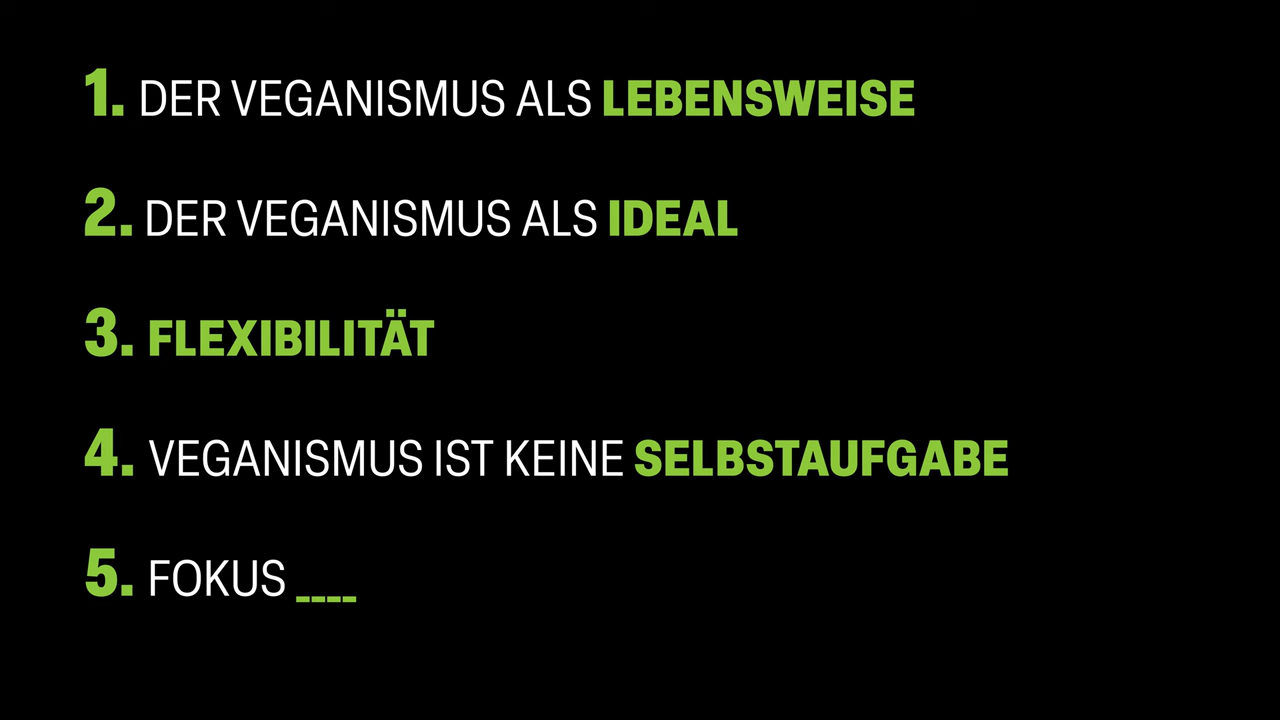 1. DER VEGANISMUS ALS LEBENSWEISE
2. DER VEGANISMUS ALS IDEAL
3. FLEXIBILITÄT
4. VEGANISMUS IST KEINE SELBSTAUFGABE
5. FOKUS ____